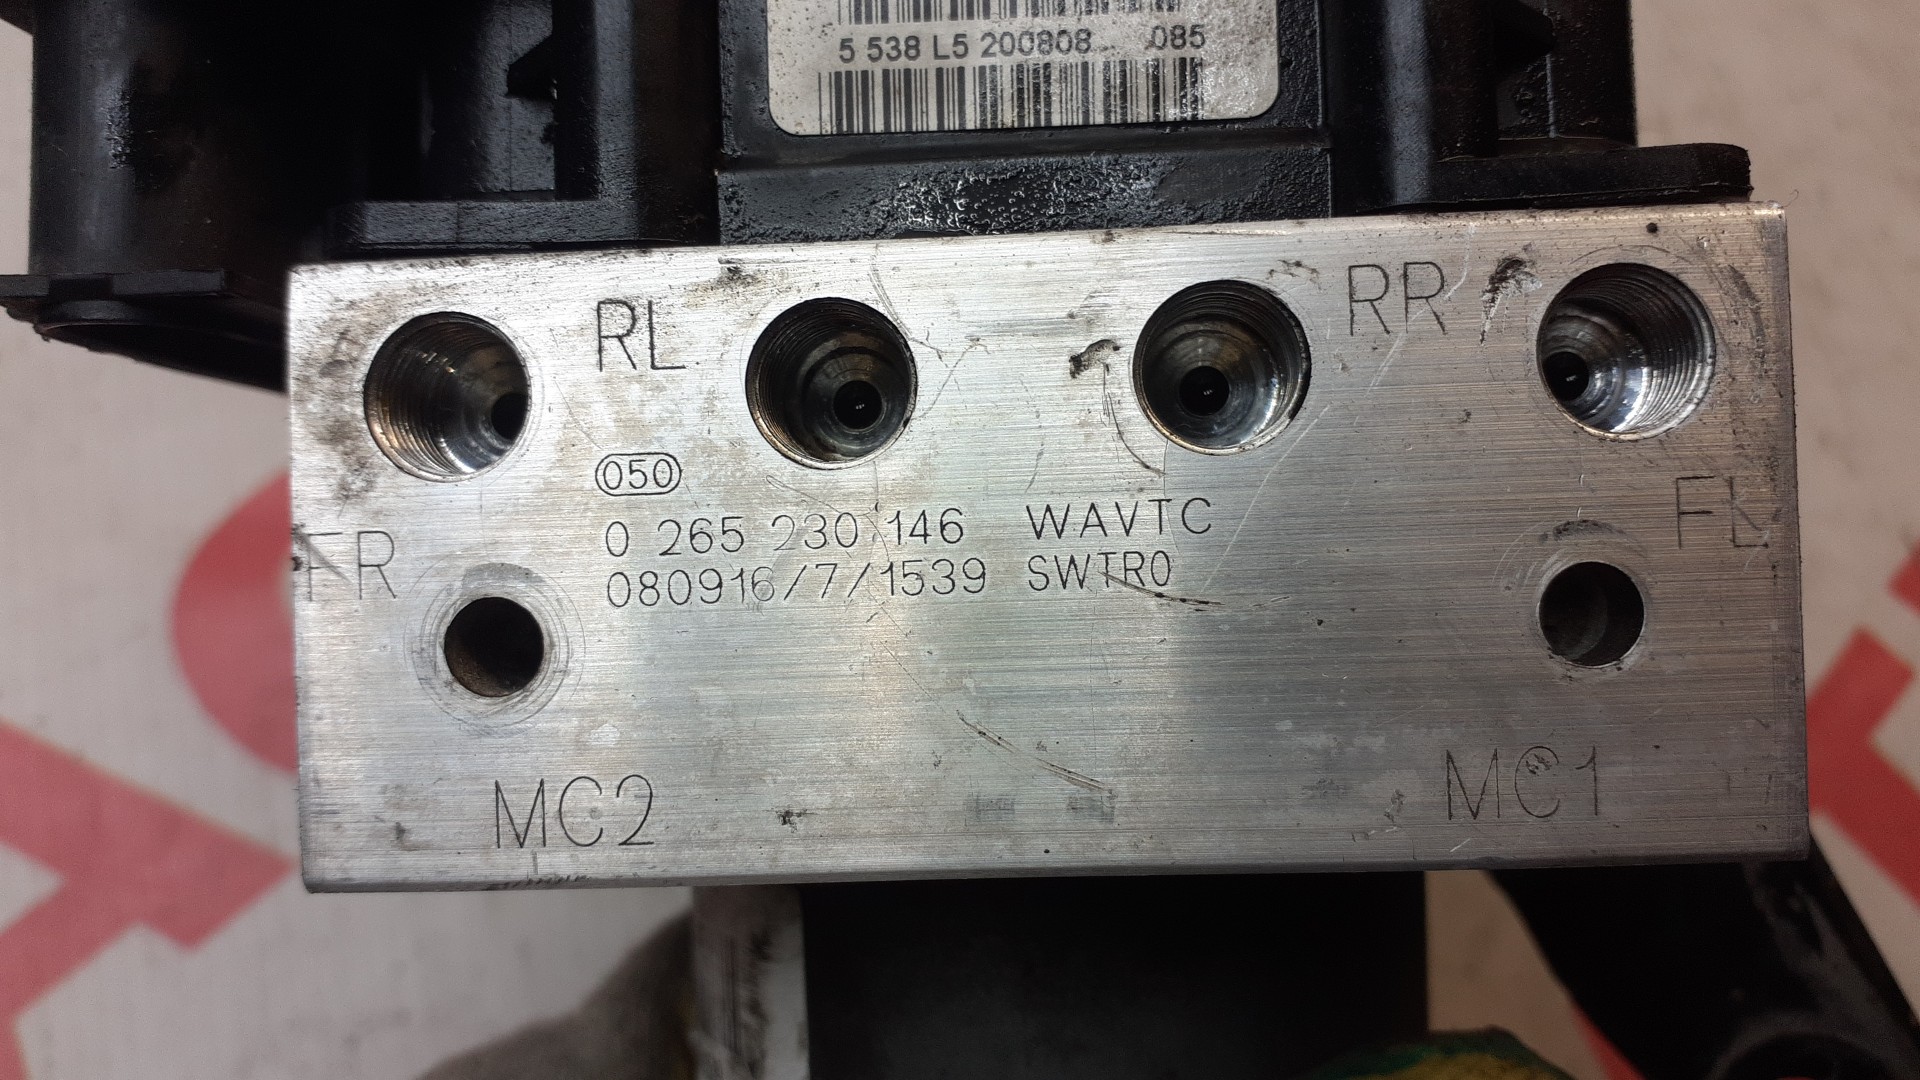 5 538 L5 200808 085
RL
RR
050
0 265 230 146 WAVTC
FR
FL
080916/7/1539 SWTR0
MC2
MC1